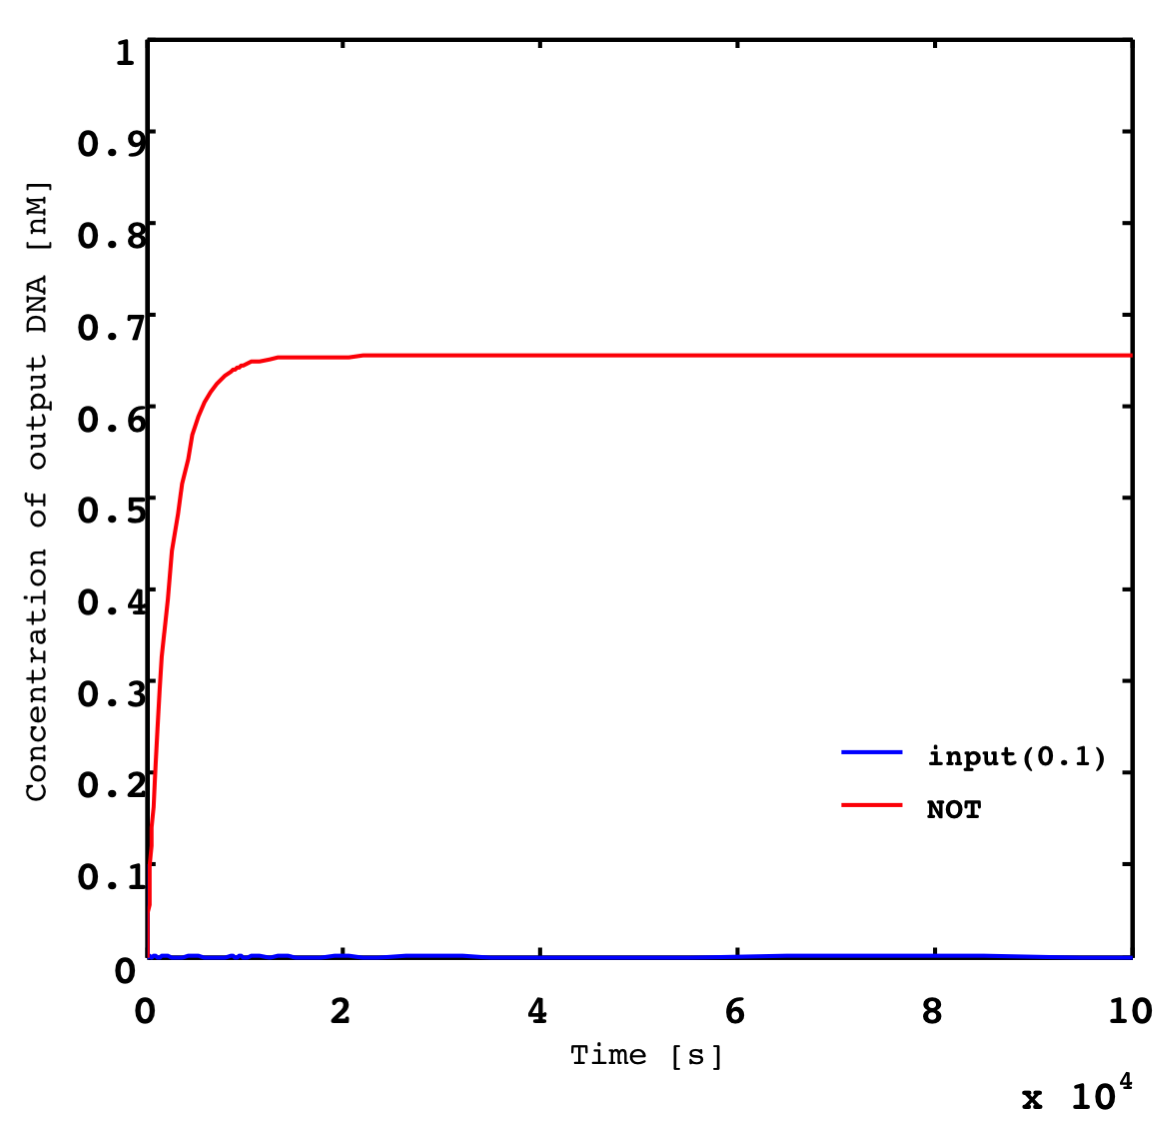 1
0.9
0.8
0.7
0.6
0.5
0.4
0.3
0.2
0.1
0
Concentration of output DNA [nM]
input(0.1)
NOT
0 2 4 6 8 10
Time [s]
x 10⁴